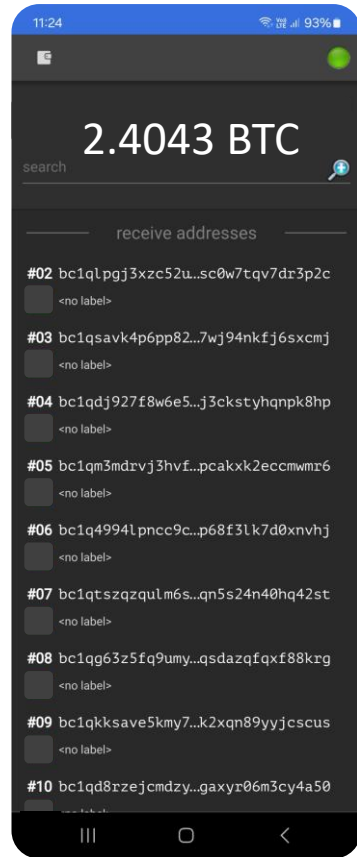 11:24 93%
2.4043 BTC
search
receive addresses
#02 bc1qlpgj3xzc52u…sc0w7tqv7dr3p2c
<no label>
#03 bc1qsavk4p6pp82…7wj94nkfj6sxcmj
<no label>
#04 bc1qdj927f8w6e5…j3ckstyhqnpk8hp
<no label>
#05 bc1qm3mdrvj3hvf…pcakxk2eccmwmr6
<no label>
#06 bc1q4994lpncc9c…p68f3lk7d0xnvhj
<no label>
#07 bc1qtszqzqulm6s…qn5s24n40hq42st
<no label>
#08 bc1qg63z5fq9umy…qsdazqfqxf88krg
<no label>
#09 bc1qkksave5kmy7…k2xqn89yyjcscus
<no label>
#10 bc1qd8rzejcmdzy…gaxyr06m3cy4a50